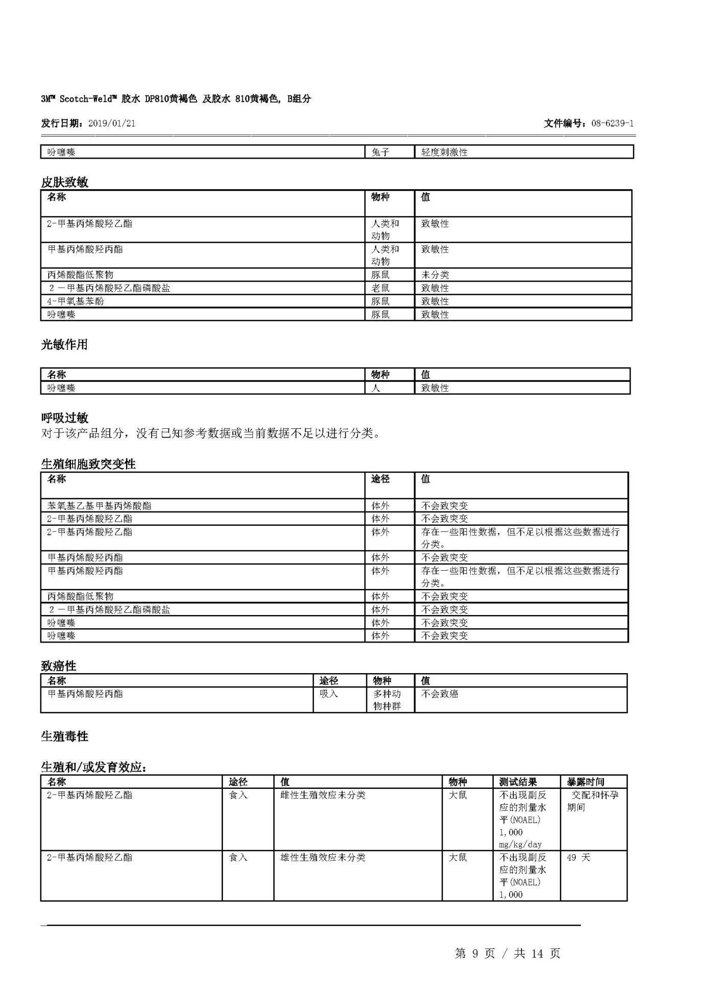 3M™ Scotch-Weld™ 胶水 DP810黄褐色 及胶水 810黄褐色, B组分
发行日期: 2019/01/21 文件编号: 08-6239-1
吩噻嗪 兔子 轻度刺激性
皮肤致敏
名称 物种 值
2-甲基丙烯酸羟乙酯 人类和 致敏性
动物
甲基丙烯酸羟丙酯 人类和 致敏性
动物
丙烯酸酯低聚物 豚鼠 未分类
２－甲基丙烯酸羟乙酯磷酸盐 老鼠 致敏性
4-甲氧基苯酚 豚鼠 致敏性
吩噻嗪 豚鼠 致敏性
光敏作用
名称 物种 值
吩噻嗪 人 致敏性
呼吸过敏
对于该产品组分，没有已知参考数据或当前数据不足以进行分类。
生殖细胞致突变性
名称 途径 值
苯氧基乙基甲基丙烯酸酯 体外 不会致突变
2-甲基丙烯酸羟乙酯 体外 不会致突变
2-甲基丙烯酸羟乙酯 体外 存在一些阳性数据，但不足以根据这些数据进行
分类。
甲基丙烯酸羟丙酯 体外 不会致突变
甲基丙烯酸羟丙酯 体外 存在一些阳性数据，但不足以根据这些数据进行
分类。
丙烯酸酯低聚物 体外 不会致突变
２－甲基丙烯酸羟乙酯磷酸盐 体外 不会致突变
吩噻嗪 体外 不会致突变
吩噻嗪 体外 不会致突变
致癌性
名称 途径 物种 值
甲基丙烯酸羟丙酯 吸入 多种动 不会致癌
物种群
生殖毒性
生殖和/或发育效应:
名称 途径 值 物种 测试结果 暴露时间
2-甲基丙烯酸羟乙酯 食入 雌性生殖效应未分类 大鼠 不出现副反 交配和怀孕
应的剂量水 期间
平(NOAEL)
1,000
mg/kg/day
2-甲基丙烯酸羟乙酯 食入 雄性生殖效应未分类 大鼠 不出现副反 49 天
应的剂量水
平(NOAEL)
1,000
第 9 页 / 共 14 页